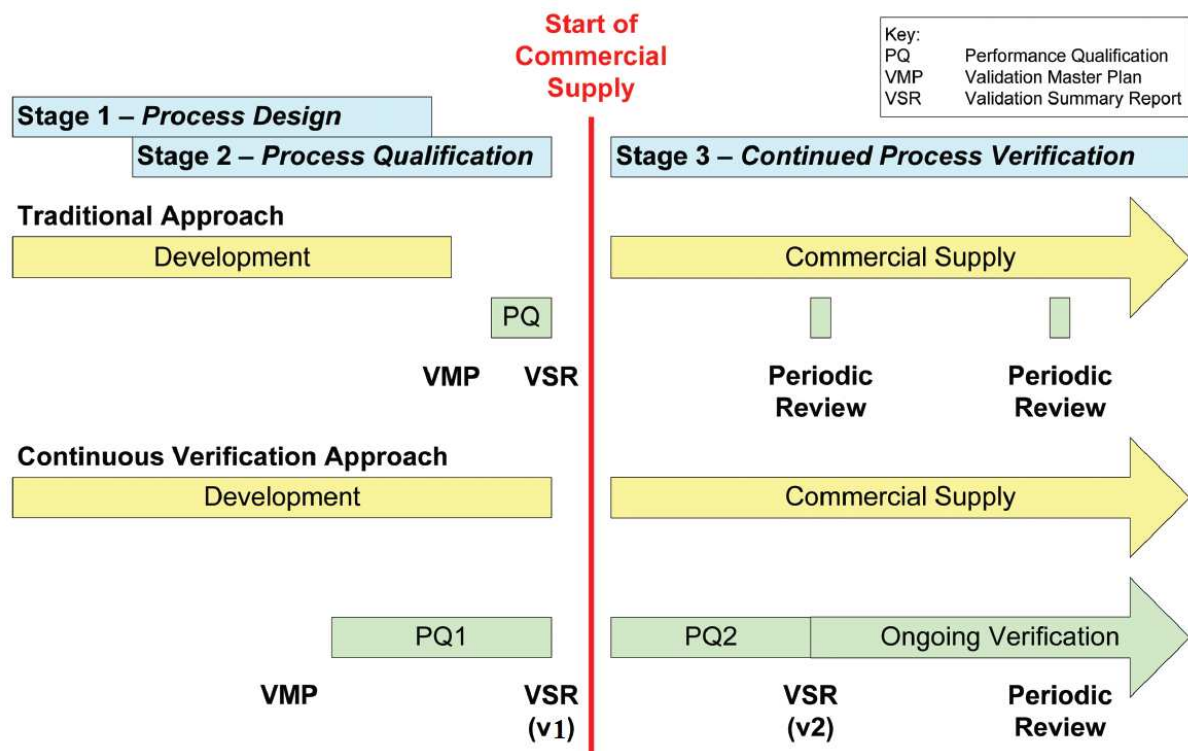 Start of
Commercial
Supply
Key:
PQ Performance Qualification
VMP Validation Master Plan
VSR Validation Summary Report
Stage 1 – Process Design
Stage 2 – Process Qualification
Stage 3 – Continued Process Verification
Traditional Approach
Development
Commercial Supply
PQ
VMP
VSR
Periodic
Review
Periodic
Review
Continuous Verification Approach
Development
Commercial Supply
PQ1
PQ2
Ongoing Verification
VMP
VSR
(v1)
VSR
(v2)
Periodic
Review